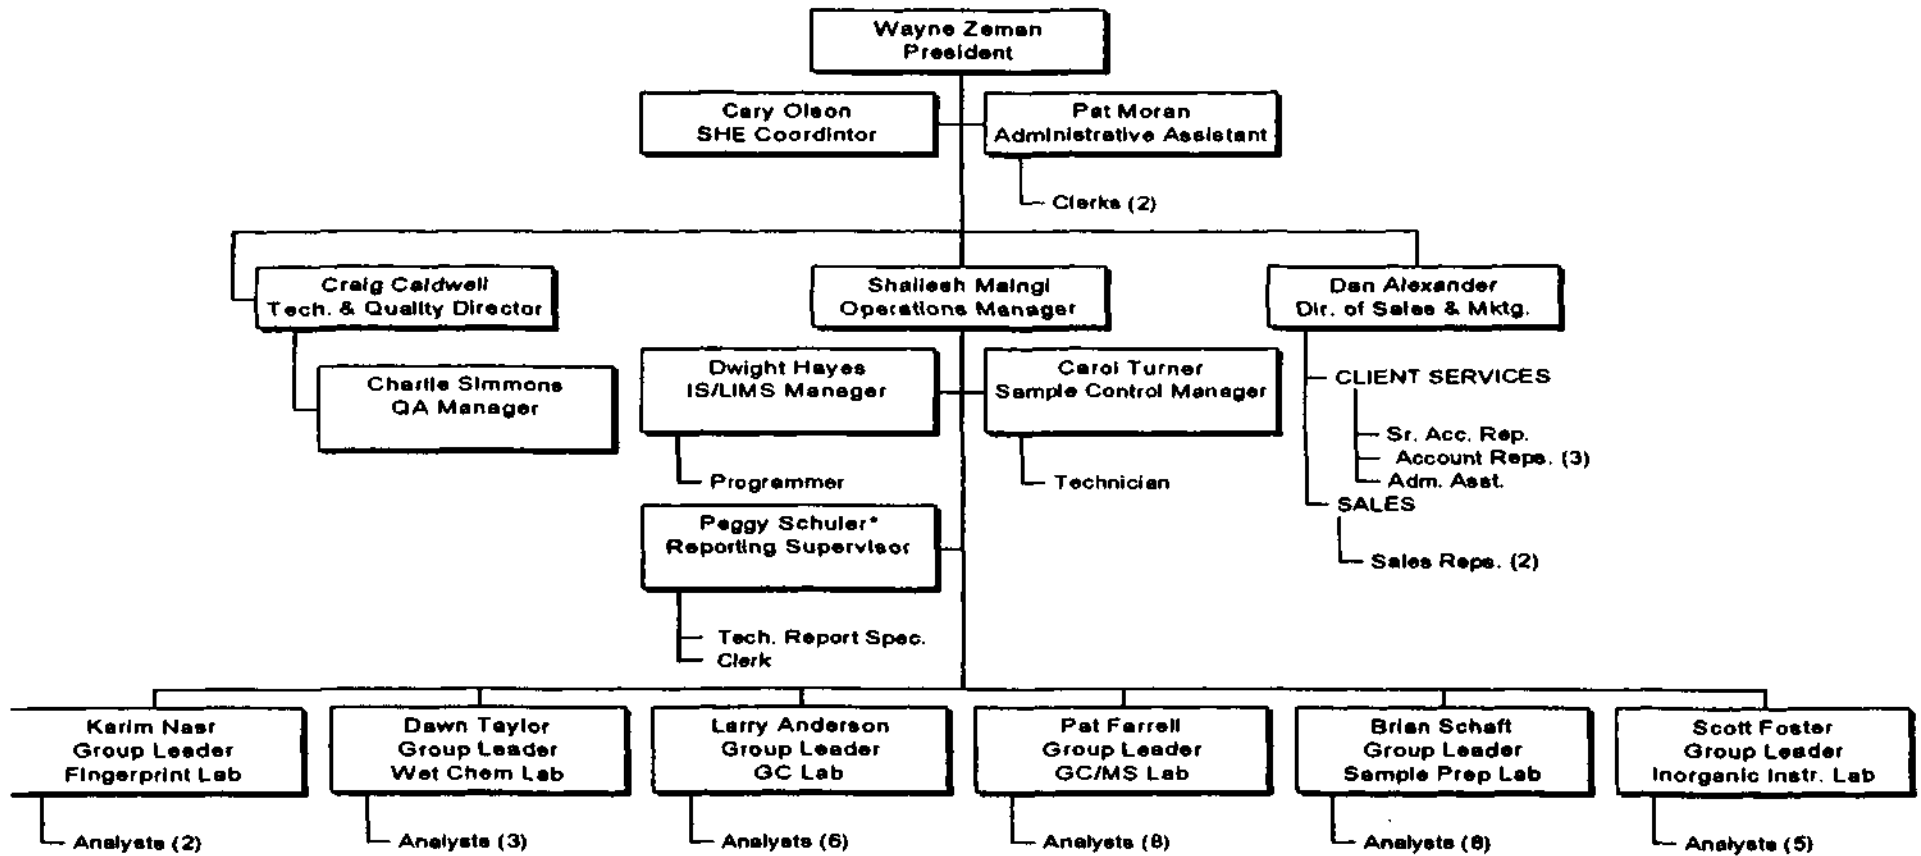 Wayne Zeman
President
Cary Olson
SHE Coordintor
Pat Moran
Administrative Assistant
Clerks (2)
Craig Caldwell
Tech. & Quality Director
Shailesh Maingi
Operations Manager
Dan Alexander
Dir. of Sales & Mktg.
Charlie Simmons
QA Manager
Dwight Hayes
IS/LIMS Manager
Carol Turner
Sample Control Manager
CLIENT SERVICES
Sr. Acc. Rep.
Account Reps. (3)
Adm. Asst.
Programmer
Technician
SALES
Peggy Schuler*
Reporting Supervisor
Sales Reps. (2)
Tech. Report Spec.
Clerk
Karim Nasr
Group Leader
Fingerprint Lab
Dawn Taylor
Group Leader
Wet Chem Lab
Larry Anderson
Group Leader
GC Lab
Pat Farrell
Group Leader
GC/MS Lab
Brian Schaft
Group Leader
Sample Prep Lab
Scott Foster
Group Leader
Inorganic Instr. Lab
Analysts (2)
Analysts (3)
Analysts (6)
Analysts (8)
Analysts (8)
Analysts (5)